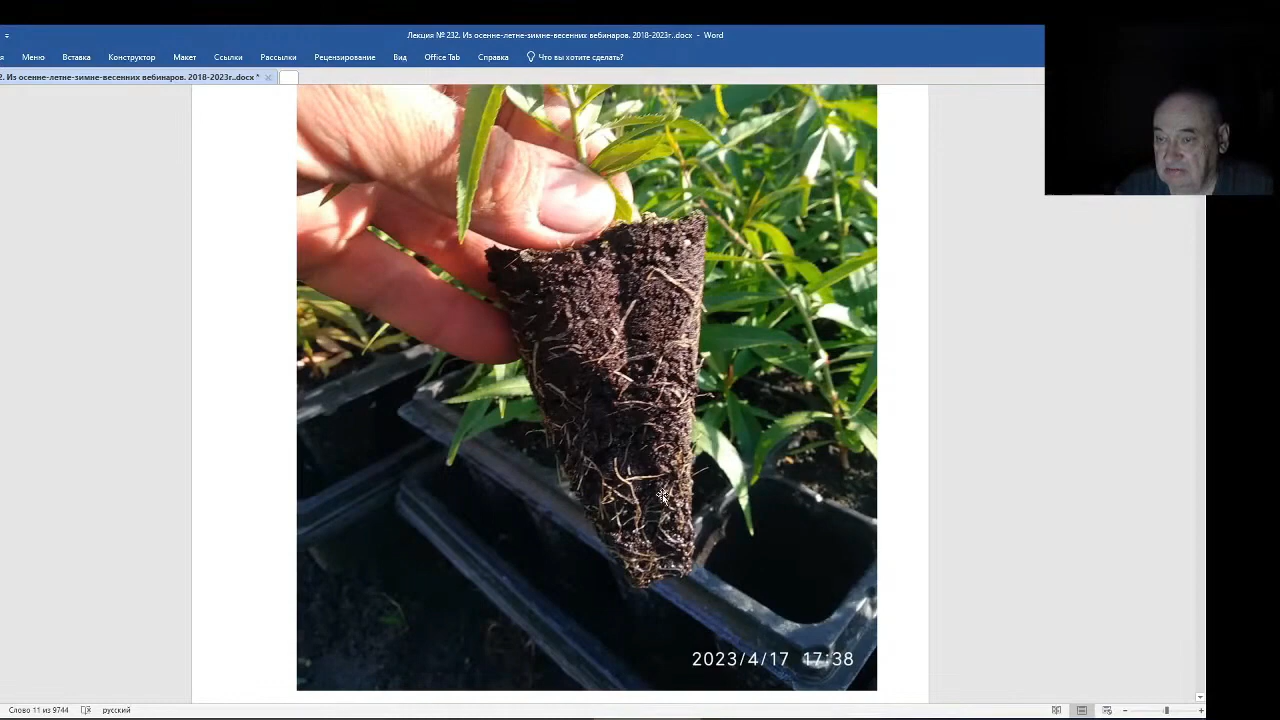 Лекция № 232. Из осенне-летне-зимне-весенних вебинаров. 2018-2023г..docx - Word
Меню Вставка Конструктор Макет Ссылки Рассылки Рецензирование Вид Office Tab Справка Что вы хотите сделать?
2. Из осенне-летне-зимне-весенних вебинаров. 2018-2023г..docx *
2023/4/17 17:38
Слово 11 из 9744 русский